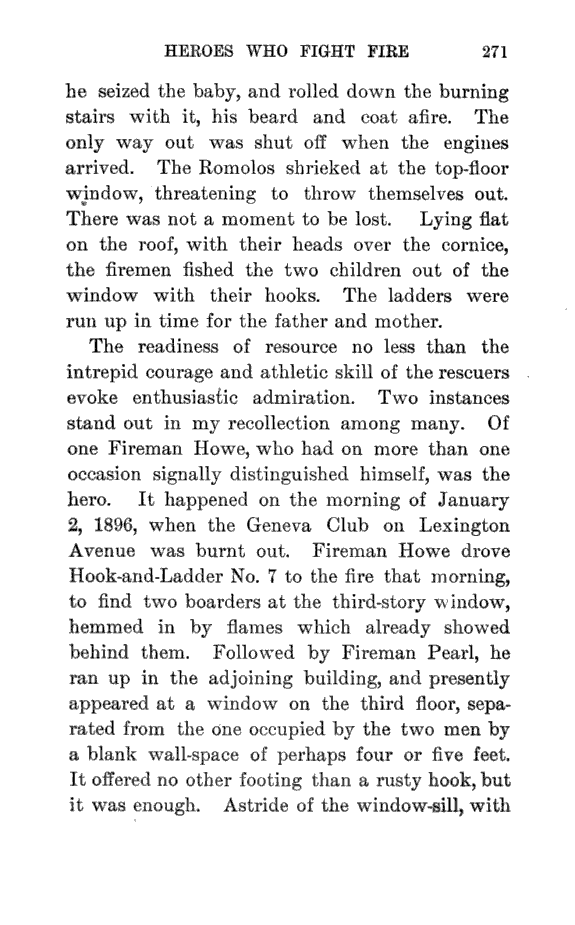 HEROES WHO FIGHT FIRE 271
he seized the baby, and rolled down the burning
stairs with it, his beard and coat afire. The
only way out was shut off when the engines
arrived. The Romolos shrieked at the top-floor
window, threatening to throw themselves out.
There was not a moment to be lost. Lying flat
on the roof, with their heads over the cornice,
the firemen fished the two children out of the
window with their hooks. The ladders were
run up in time for the father and mother.
The readiness of resource no less than the
intrepid courage and athletic skill of the rescuers
evoke enthusiastic admiration. Two instances
stand out in my recollection among many. Of
one Fireman Howe, who had on more than one
occasion signally distinguished himself, was the
hero. It happened on the morning of January
2, 1896, when the Geneva Club on Lexington
Avenue was burnt out. Fireman Howe drove
Hook-and-Ladder No. 7 to the fire that morning,
to find two boarders at the third-story window,
hemmed in by flames which already showed
behind them. Followed by Fireman Pearl, he
ran up in the adjoining building, and presently
appeared at a window on the third floor, sepa-
rated from the one occupied by the two men by
a blank wall-space of perhaps four or five feet.
It offered no other footing than a rusty hook, but
it was enough. Astride of the window-sill, with